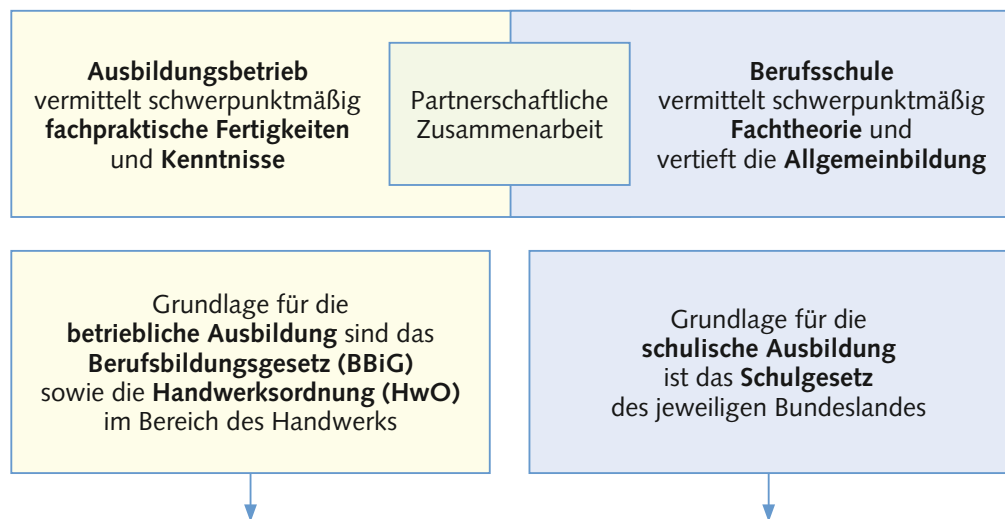 Ausbildungsbetrieb
vermittelt schwerpunktmäßig
fachpraktische Fertigkeiten
und Kenntnisse
Partnerschaftliche
Zusammenarbeit
Berufsschule
vermittelt schwerpunktmäßig
Fachtheorie und
vertieft die Allgemeinbildung
Grundlage für die
betriebliche Ausbildung sind das
Berufsbildungsgesetz (BBiG)
sowie die Handwerksordnung (HwO)
im Bereich des Handwerks
Grundlage für die
schulische Ausbildung
ist das Schulgesetz
des jeweiligen Bundeslandes